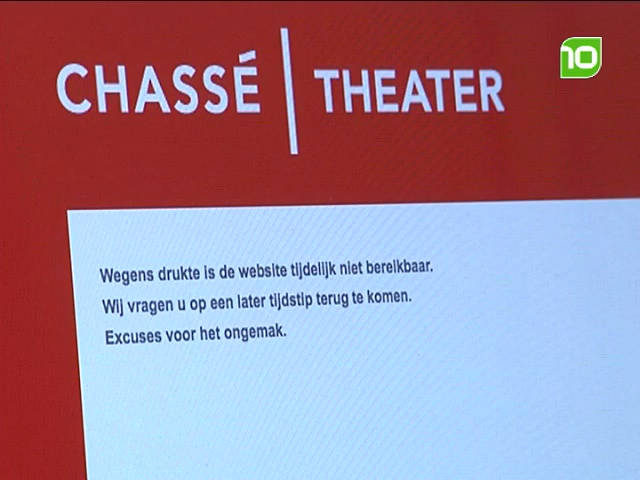 CHASSÉ | THEATER
10
Wegens drukte is de website tijdelijk niet bereikbaar.
Wij vragen u op een later tijdstip terug te komen.
Excuses voor het ongemak.